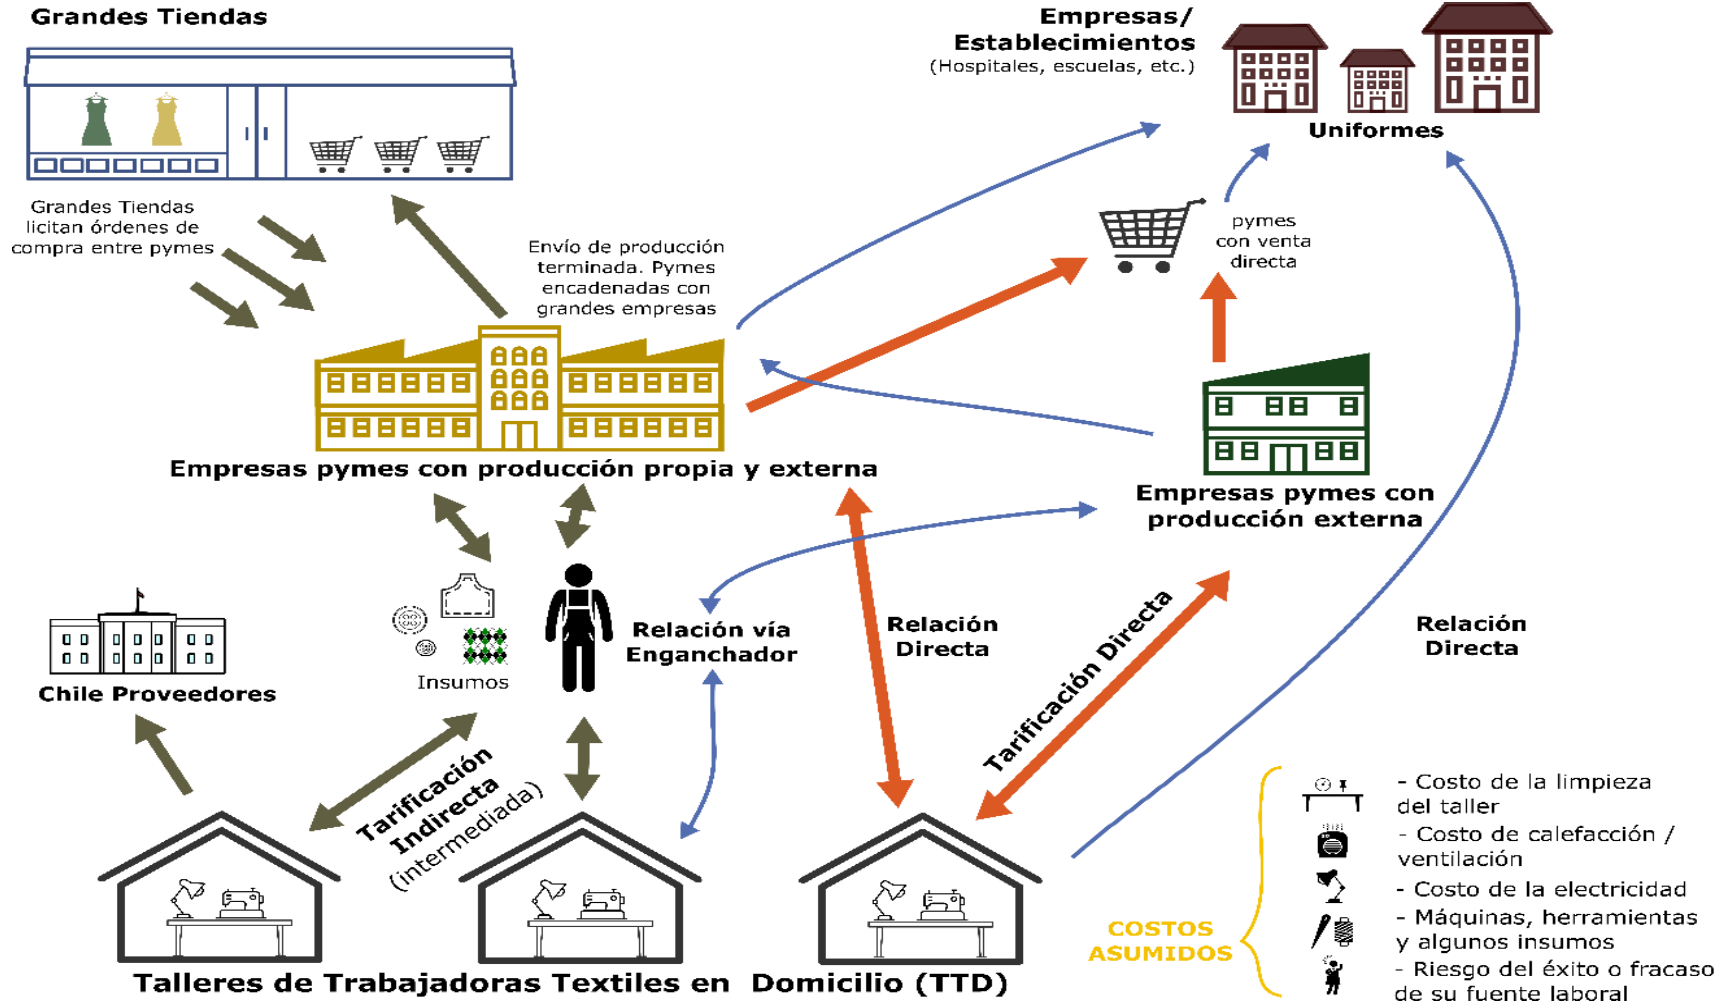 Grandes Tiendas
Grandes Tiendas
licitan órdenes de
compra entre pymes
Envío de producción
terminada. Pymes
encadenadas con
grandes empresas
Empresas/
Establecimientos
(Hospitales, escuelas, etc.)
Uniformes
pymes
con venta
directa
Empresas pymes con producción propia y externa
Empresas pymes con
producción externa
Chile Proveedores
Insumos
Relación vía
Enganchador
Relación
Directa
Tarificación Directa
Relación
Directa
Tarificación
Indirecta
(intermediada)
COSTOS
ASUMIDOS
- Costo de la limpieza
del taller
- Costo de calefacción /
ventilación
- Costo de la electricidad
- Máquinas, herramientas
y algunos insumos
- Riesgo del éxito o fracaso
de su fuente laboral
Talleres de Trabajadoras Textiles en Domicilio (TTD)